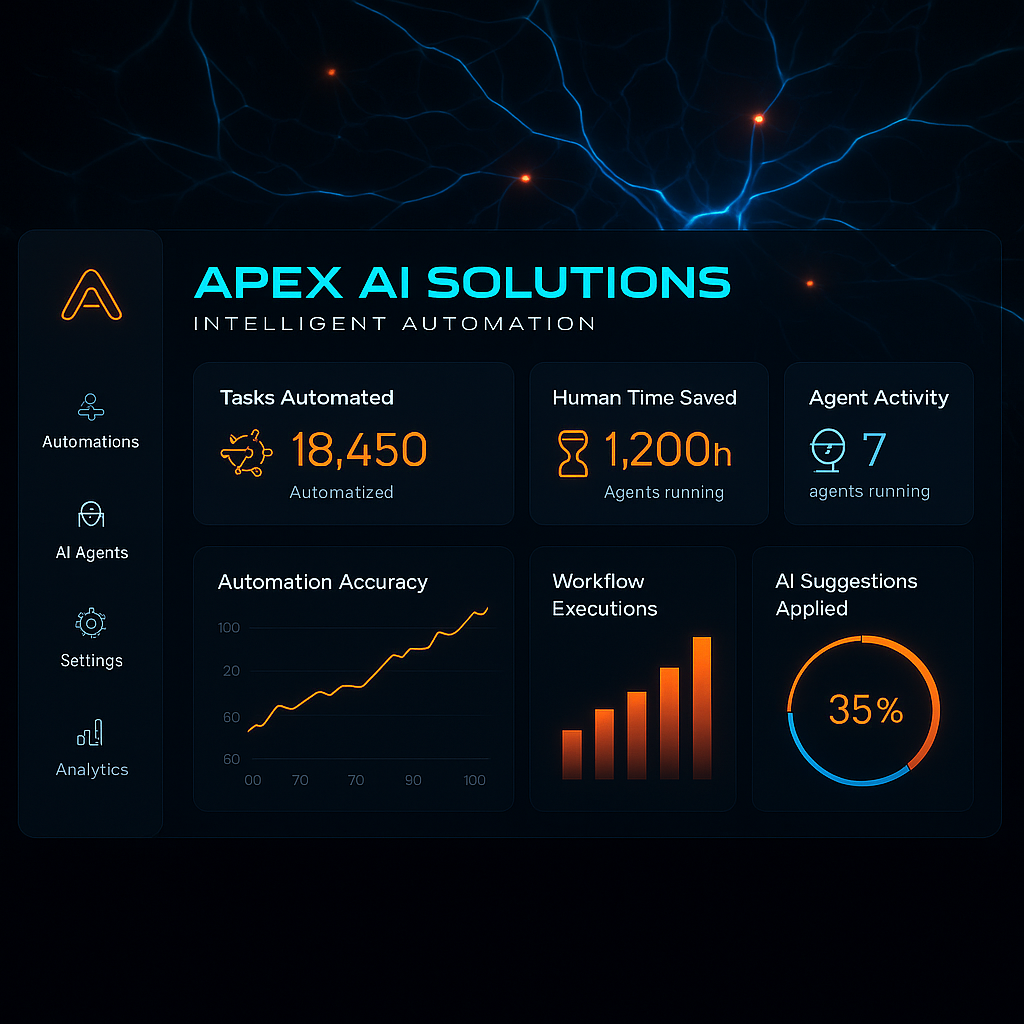 APEX AI SOLUTIONS
INTELLIGENT AUTOMATION
Automations
AI Agents
Settings
Analytics
Tasks Automated
18,450
Automatized
Human Time Saved
1,200h
Agents running
Agent Activity
7
agents running
Automation Accuracy
100
20
60
60
00 70 70 90 100
Workflow
Executions
AI Suggestions
Applied
35%